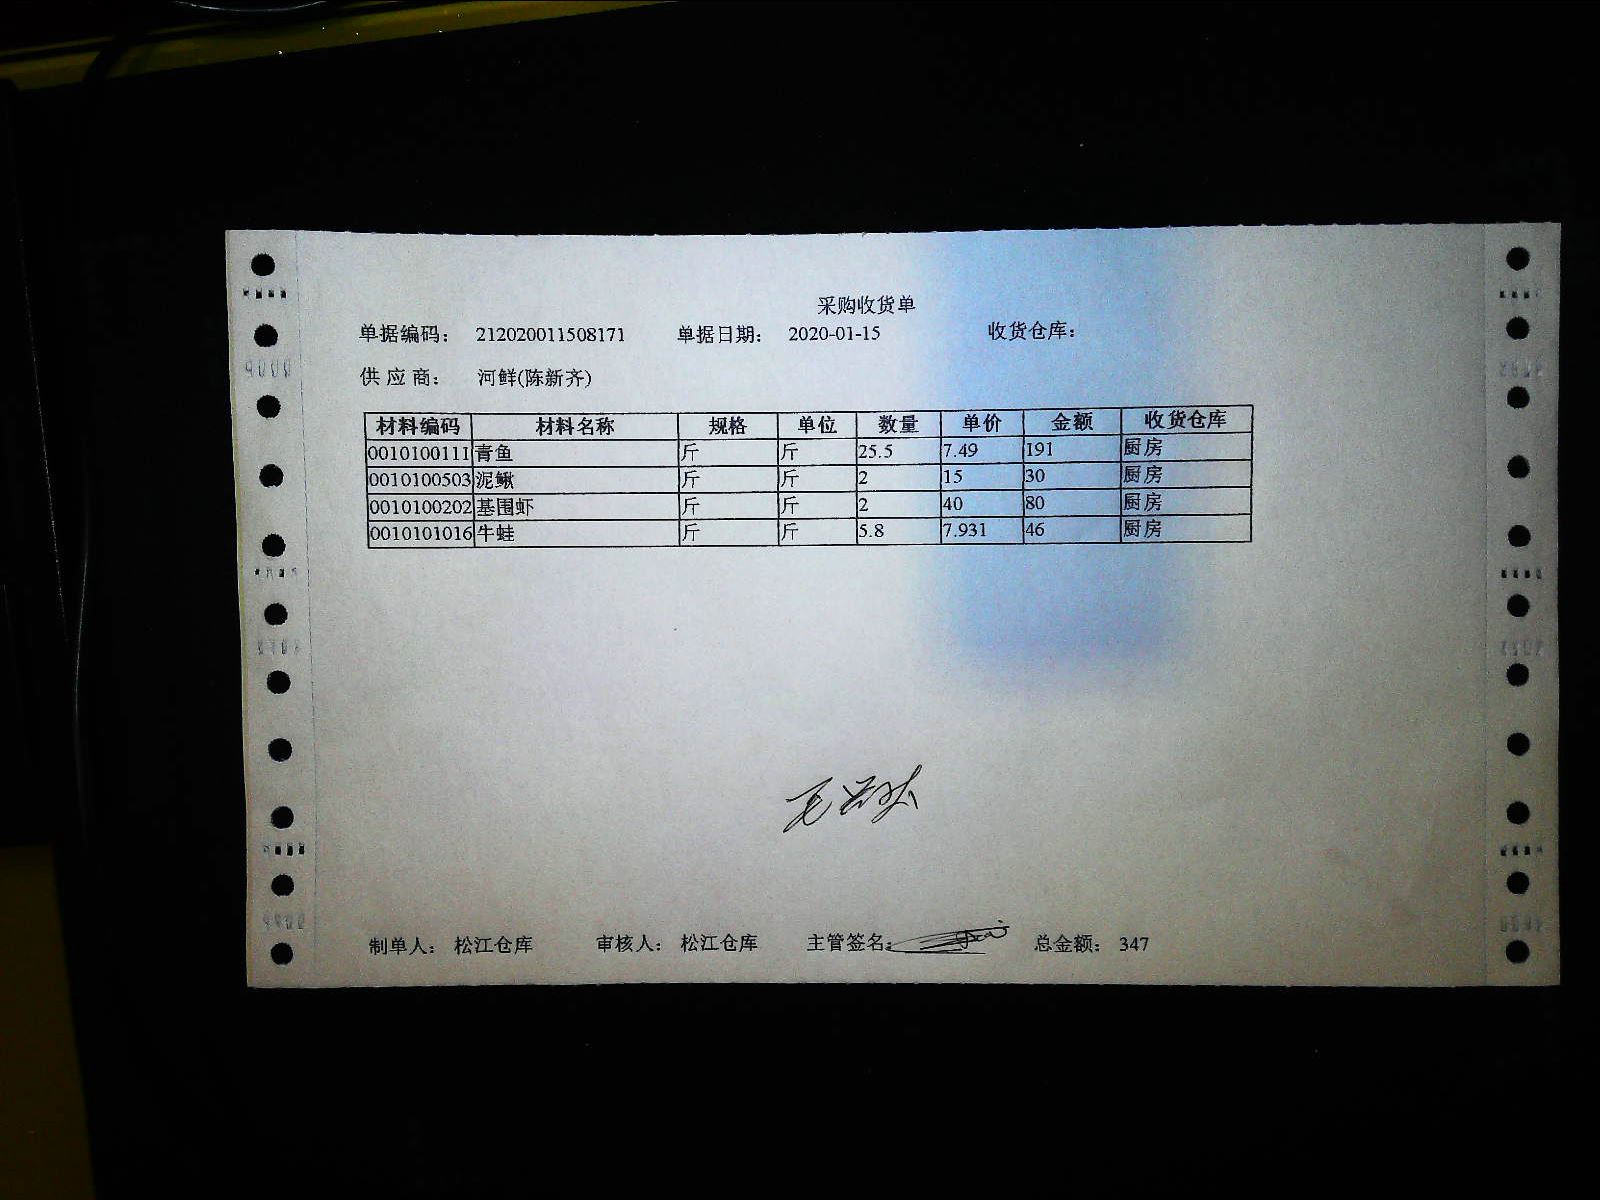 采购收货单
单据编码： 212020011508171 单据日期： 2020-01-15 收货仓库：
供 应 商： 河鲜(陈新齐)
材料编码 材料名称 规格 单位 数量 单价 金额 收货仓库
0010100111 青鱼 斤 斤 25.5 7.49 191 厨房
0010100503 泥鳅 斤 斤 2 15 30 厨房
0010100202 基围虾 斤 斤 2 40 80 厨房
0010101016 牛蛙 斤 斤 5.8 7.931 46 厨房
制单人： 松江仓库 审核人： 松江仓库 主管签名： 总金额： 347